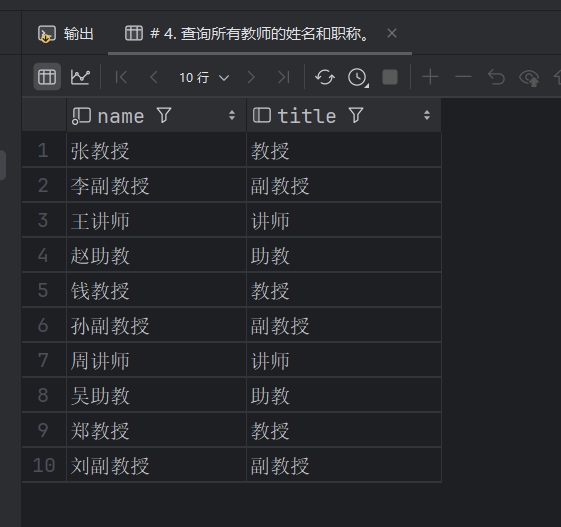 输出 # 4. 查询所有教师的姓名和职称。
10 行
name title
1 张教授 教授
2 李副教授 副教授
3 王讲师 讲师
4 赵助教 助教
5 钱教授 教授
6 孙副教授 副教授
7 周讲师 讲师
8 吴助教 助教
9 郑教授 教授
10 刘副教授 副教授